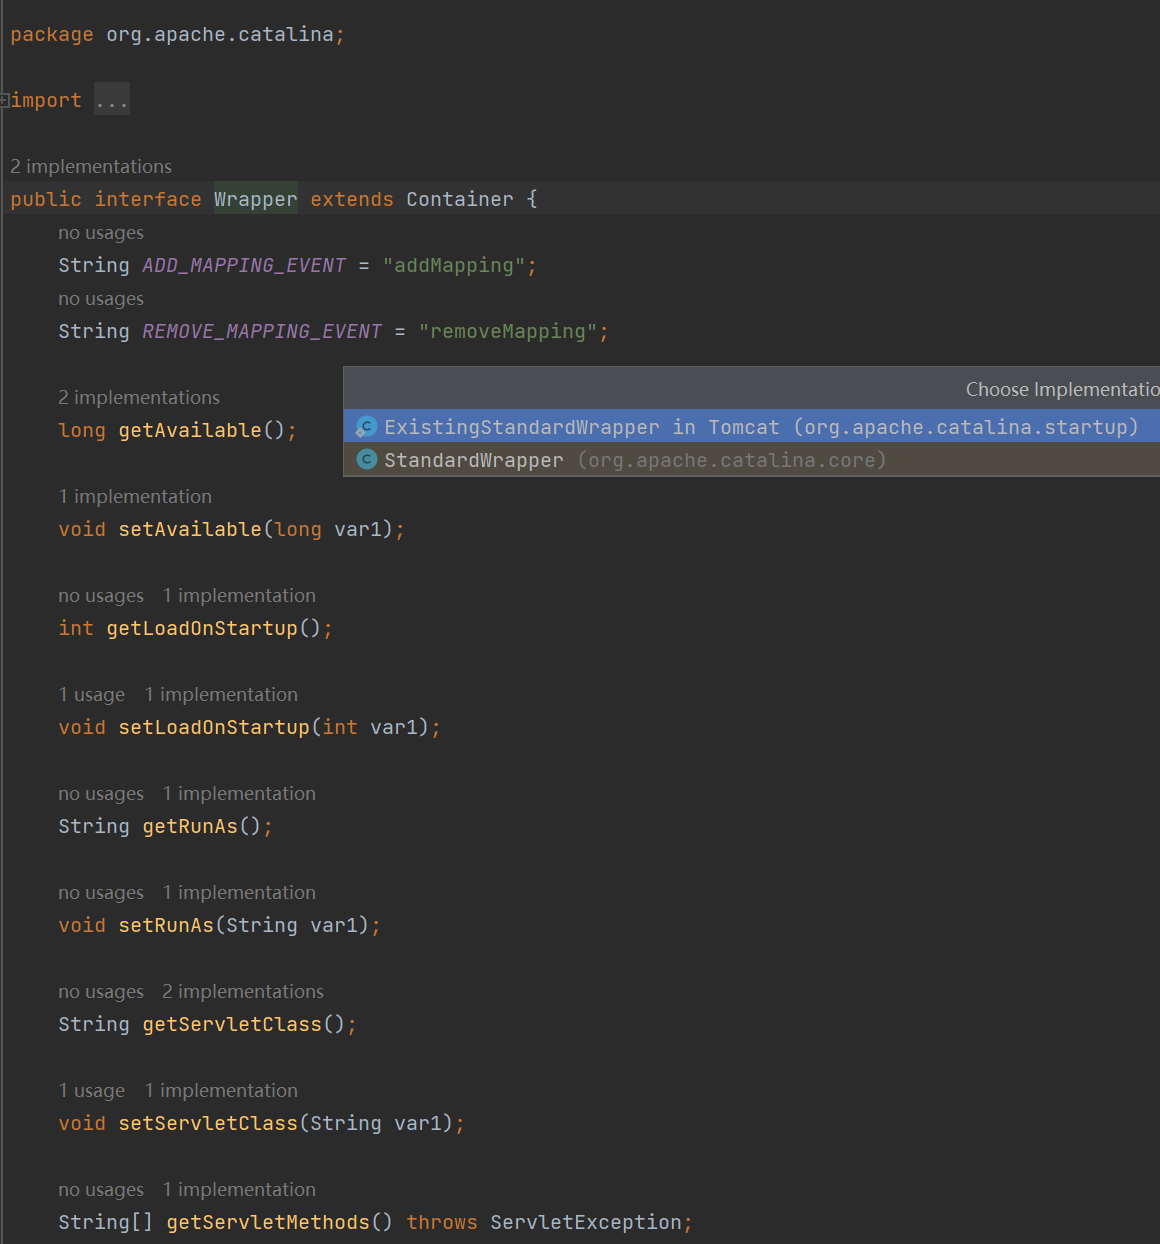 package org.apache.catalina;
import ...
2 implementations
public interface Wrapper extends Container {
no usages
String ADD_MAPPING_EVENT = "addMapping";
no usages
String REMOVE_MAPPING_EVENT = "removeMapping";
Choose Implementatio
2 implementations
long getAvailable();
ExistingStandardWrapper in Tomcat (org.apache.catalina.startup)
StandardWrapper (org.apache.catalina.core)
1 implementation
void setAvailable(long var1);
no usages 1 implementation
int getLoadOnStartup();
1 usage 1 implementation
void setLoadOnStartup(int var1);
no usages 1 implementation
String getRunAs();
no usages 1 implementation
void setRunAs(String var1);
no usages 2 implementations
String getServletClass();
1 usage 1 implementation
void setServletClass(String var1);
no usages 1 implementation
String[] getServletMethods() throws ServletException;